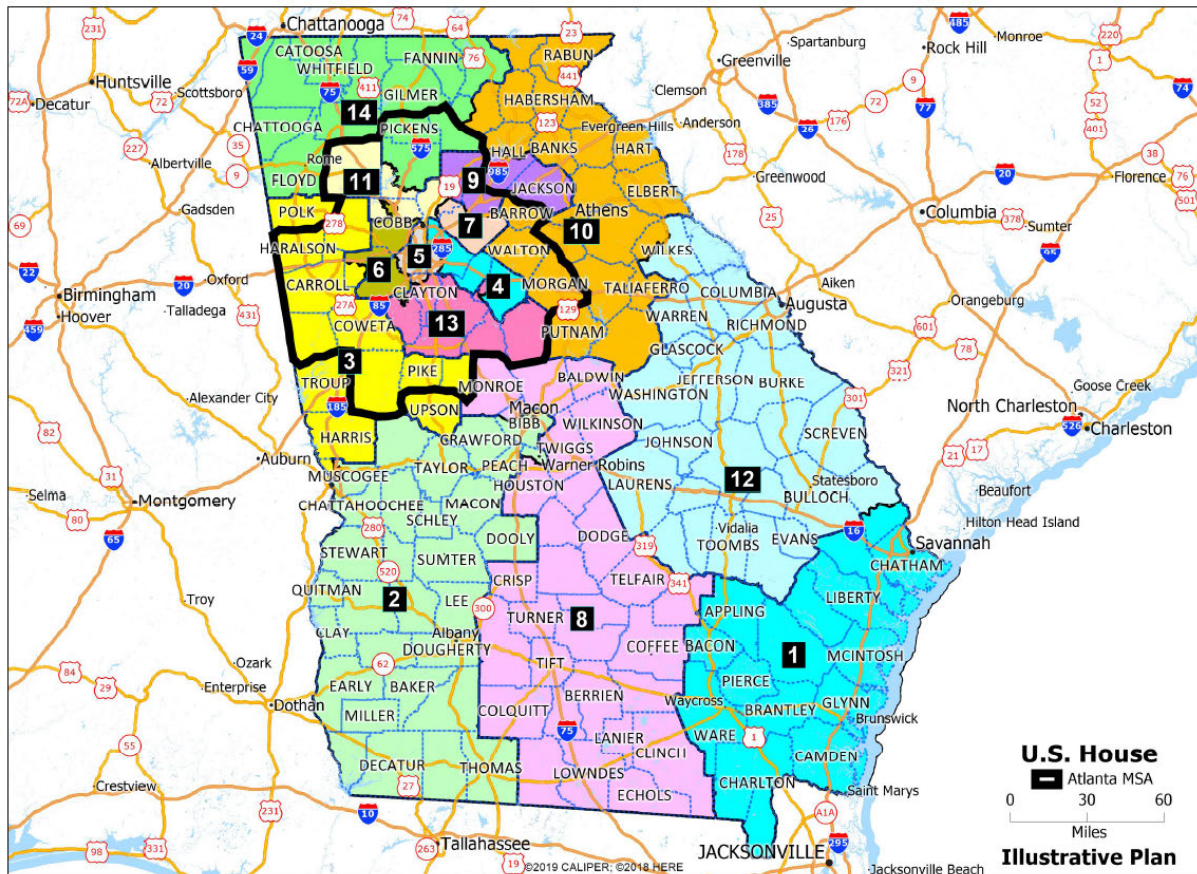 Chattanooga
CATOOSA
WHITFIELD
FANNIN
RABUN
GILMER
HABERSHAM
CHATTOOGA
14
PICKENS
Rome
FLOYD
11
HALL
BANKS
HART
9
JACKSON
ELBERT
POLK
COBB
BARROW
Athens
HARALSON
7
10
5
WALTON
WILKES
CARROLL
6
4
CLAYTON
MORGAN
TALIAFERRO
COLUMBIA
Augusta
COWETA
13
PUTNAM
WARREN
RICHMOND
GLASCOCK
3
PIKE
TROUP
MONROE
BALDWIN
JEFFERSON
BURKE
WASHINGTON
UPSON
Macon
BIBB
WILKINSON
HARRIS
CRAWFORD
TWIGGS
JOHNSON
SCREVEN
MUSCOGEE
TAYLOR
PEACH
Warner Robins
HOUSTON
LAURENS
12
Statesboro
BULLOCH
CHATTAHOOCHEE
MACON
SCHLEY
DOOLY
DODGE
Vidalia
TOOMBS
EVANS
Savannah
CHATHAM
STEWART
SUMTER
CRISP
TELFAIR
QUITMAN
2
LEE
TURNER
8
APPLING
LIBERTY
CLAY
Albany
DOUGHERTY
COFFEE
BACON
1
MCINTOSH
TIFT
EARLY
BAKER
BERRIEN
PIERCE
MILLER
COLQUITT
Waycross
BRANTLEY
GLYNN
Brunswick
LANIER
CLINCH
WARE
CAMDEN
DECATUR
THOMAS
LOWNDES
ECHOLS
CHARLTON
Saint Marys
Huntsville
Scottsboro
Decatur
Albertville
Gadsden
Oxford
Birmingham
Hoover
Talladega
Alexander City
Auburn
Selma
Montgomery
Troy
Ozark
Enterprise
Dothan
Crestview
Tallahassee
JACKSONVILLE
Jacksonville Beach
Spartanburg
Greenville
Rock Hill
Monroe
Clemson
Evergreen Hills
Anderson
Greenwood
Florence
Columbia
Sumter
Aiken
Orangeburg
Goose Creek
North Charleston
Charleston
Beaufort
Hilton Head Island
U.S. House
Atlanta MSA
0 30 60
Miles
Illustrative Plan
©2019 CALIPER; ©2018 HERE